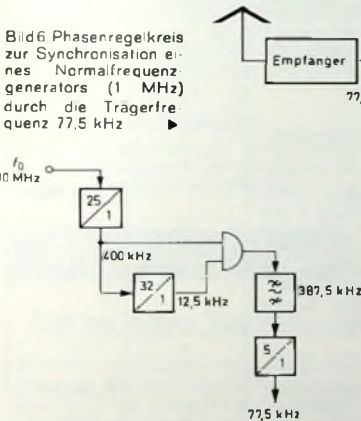 Bild 6 Phasenregelkreis
zur Synchronisation ei-
nes Normalfrequenz-
generators (1 MHz)
durch die Trägerfre-
quenz 77,5 kHz ▶
Empfänger
77,
f0
0 MHz
25/1
400 kHz
32/1
12,5 kHz
387,5 kHz
5/1
77,5 kHz